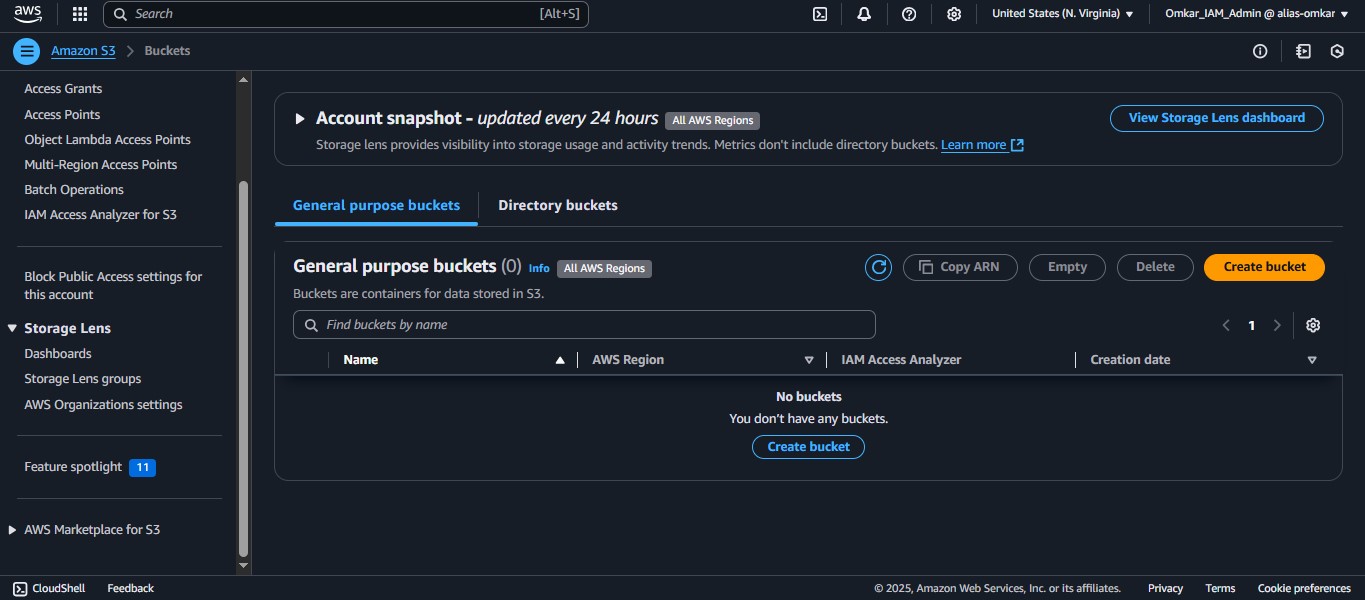 aws
Search [Alt+S]
United States (N. Virginia)
Omkar_IAM_Admin @ alias-omkar
Amazon S3 > Buckets
Access Grants
Access Points
Object Lambda Access Points
Multi-Region Access Points
Batch Operations
IAM Access Analyzer for S3
Block Public Access settings for
this account
Storage Lens
Dashboards
Storage Lens groups
AWS Organizations settings
Feature spotlight 11
AWS Marketplace for S3
Account snapshot - updated every 24 hours All AWS Regions
View Storage Lens dashboard
Storage lens provides visibility into storage usage and activity trends. Metrics don't include directory buckets. Learn more
General purpose buckets Directory buckets
General purpose buckets (0) Info All AWS Regions
Copy ARN Empty Delete Create bucket
Buckets are containers for data stored in S3.
Find buckets by name
1
Name AWS Region IAM Access Analyzer Creation date
No buckets
You don't have any buckets.
Create bucket
CloudShell Feedback © 2025, Amazon Web Services, Inc. or its affiliates. Privacy Terms Cookie preferences